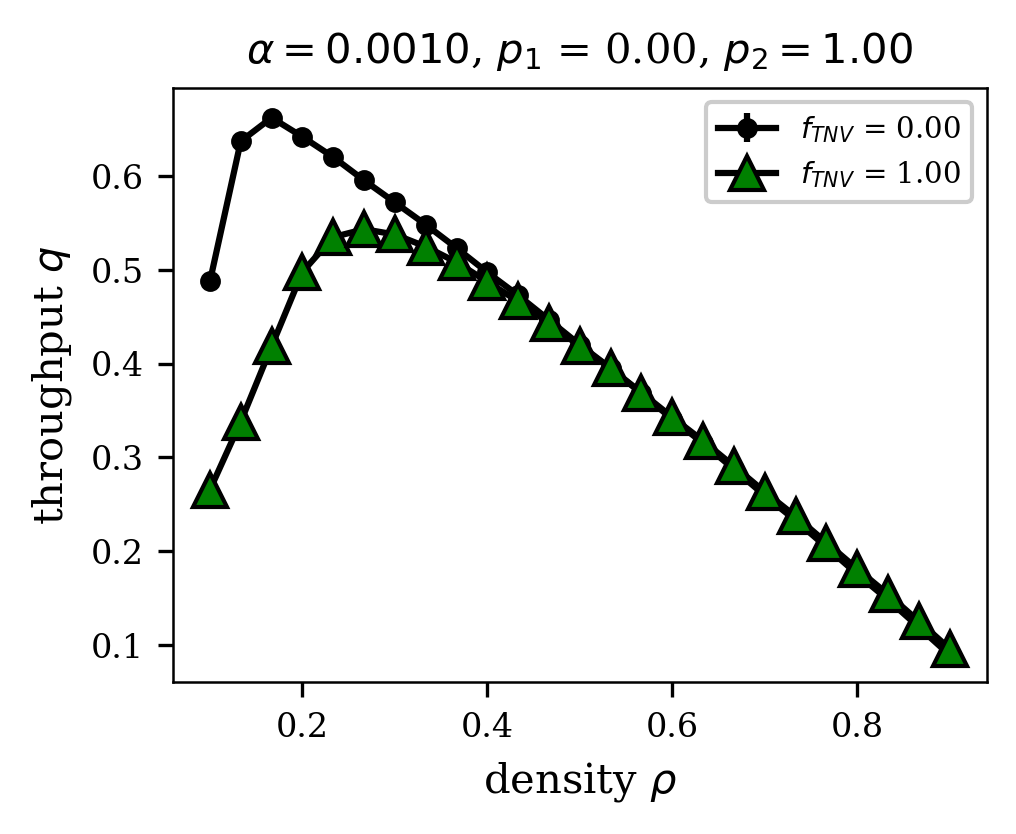 α = 0.0010, p₁ = 0.00, p₂ = 1.00
f_TNV = 0.00
f_TNV = 1.00
throughput q
0.6
0.5
0.4
0.3
0.2
0.1
0.2 0.4 0.6 0.8
density ρ